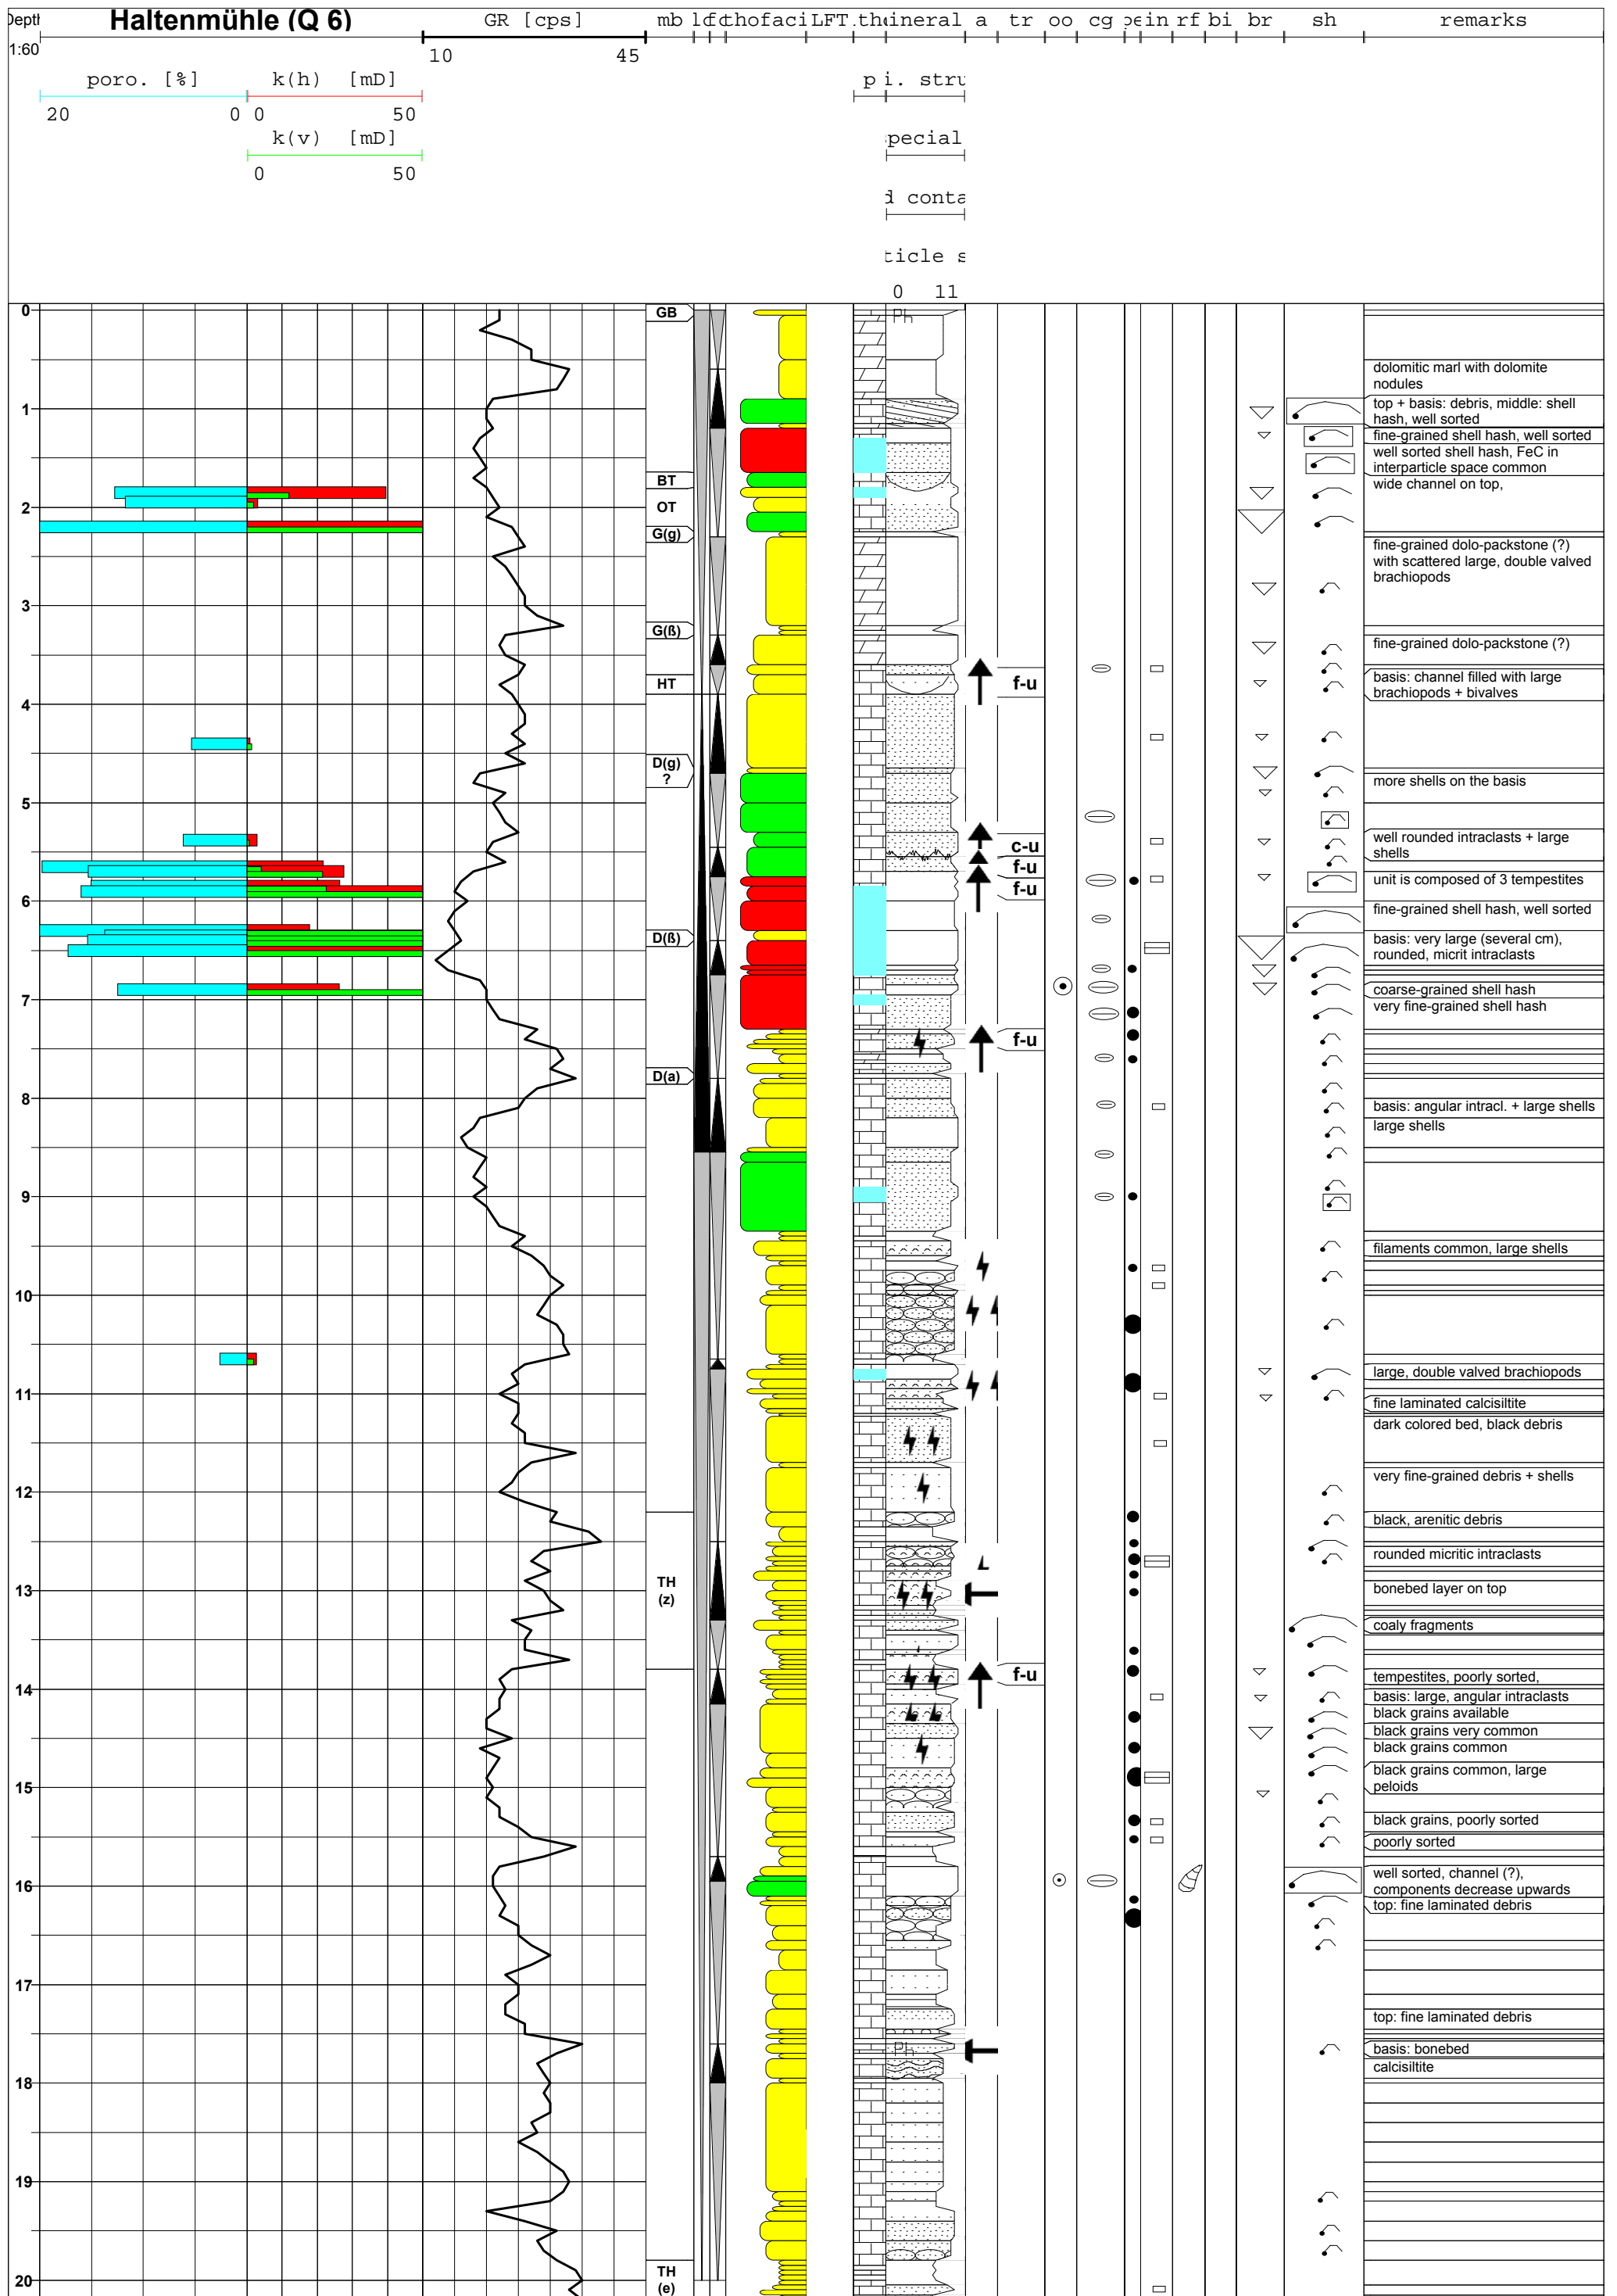 Haltenmühle (Q 6)
GR [cps]
mb
LFT
a
tr
oo
cg
in
rf
bi
br
sh
remarks
1:60
10 45
poro. [%]
k(h) [mD]
20 0
0 50
k(v) [mD]
0 50
0 11
0
GB
Ph
dolomitic marl with dolomite
nodules
1
top + basis: debris, middle: shell
hash, well sorted
fine-grained shell hash, well sorted
well sorted shell hash, FeC in
interparticle space common
BT
wide channel on top,
2
OT
G(g)
fine-grained dolo-packstone (?)
with scattered large, double valved
brachiopods
3
G(ß)
fine-grained dolo-packstone (?)
HT
f-u
basis: channel filled with large
brachiopods + bivalves
4
D(g)
?
more shells on the basis
5
c-u
well rounded intraclasts + large
shells
f-u
f-u
unit is composed of 3 tempestites
6
fine-grained shell hash, well sorted
D(ß)
basis: very large (several cm),
rounded, micrit intraclasts
coarse-grained shell hash
7
very fine-grained shell hash
f-u
D(a)
8
basis: angular intracl. + large shells
large shells
9
filaments common, large shells
10
large, double valved brachiopods
11
fine laminated calcisiltite
dark colored bed, black debris
very fine-grained debris + shells
12
black, arenitic debris
rounded micritic intraclasts
TH
(z)
13
bonebed layer on top
coaly fragments
f-u
tempestites, poorly sorted,
14
basis: large, angular intraclasts
black grains available
black grains very common
black grains common
black grains common, large
peloids
15
black grains, poorly sorted
poorly sorted
16
well sorted, channel (?),
components decrease upwards
top: fine laminated debris
17
top: fine laminated debris
Ph
basis: bonebed
calcisiltite
18
19
TH
(e)
20